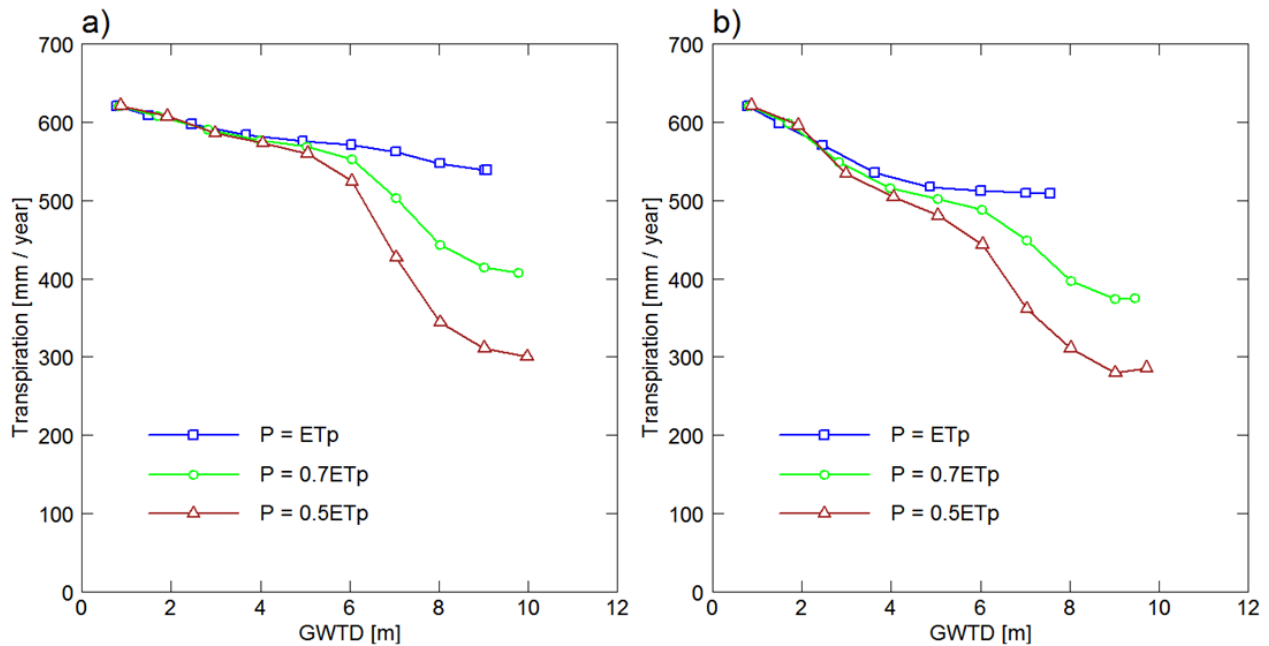 a)
700
600
500
400
300
200
100
0
Transpiration [mm / year]
P = ETp
P = 0.7ETp
P = 0.5ETp
0 2 4 6 8 10 12
GWTD [m]
b)
700
600
500
400
300
200
100
0
Transpiration [mm / year]
P = ETp
P = 0.7ETp
P = 0.5ETp
0 2 4 6 8 10 12
GWTD [m]